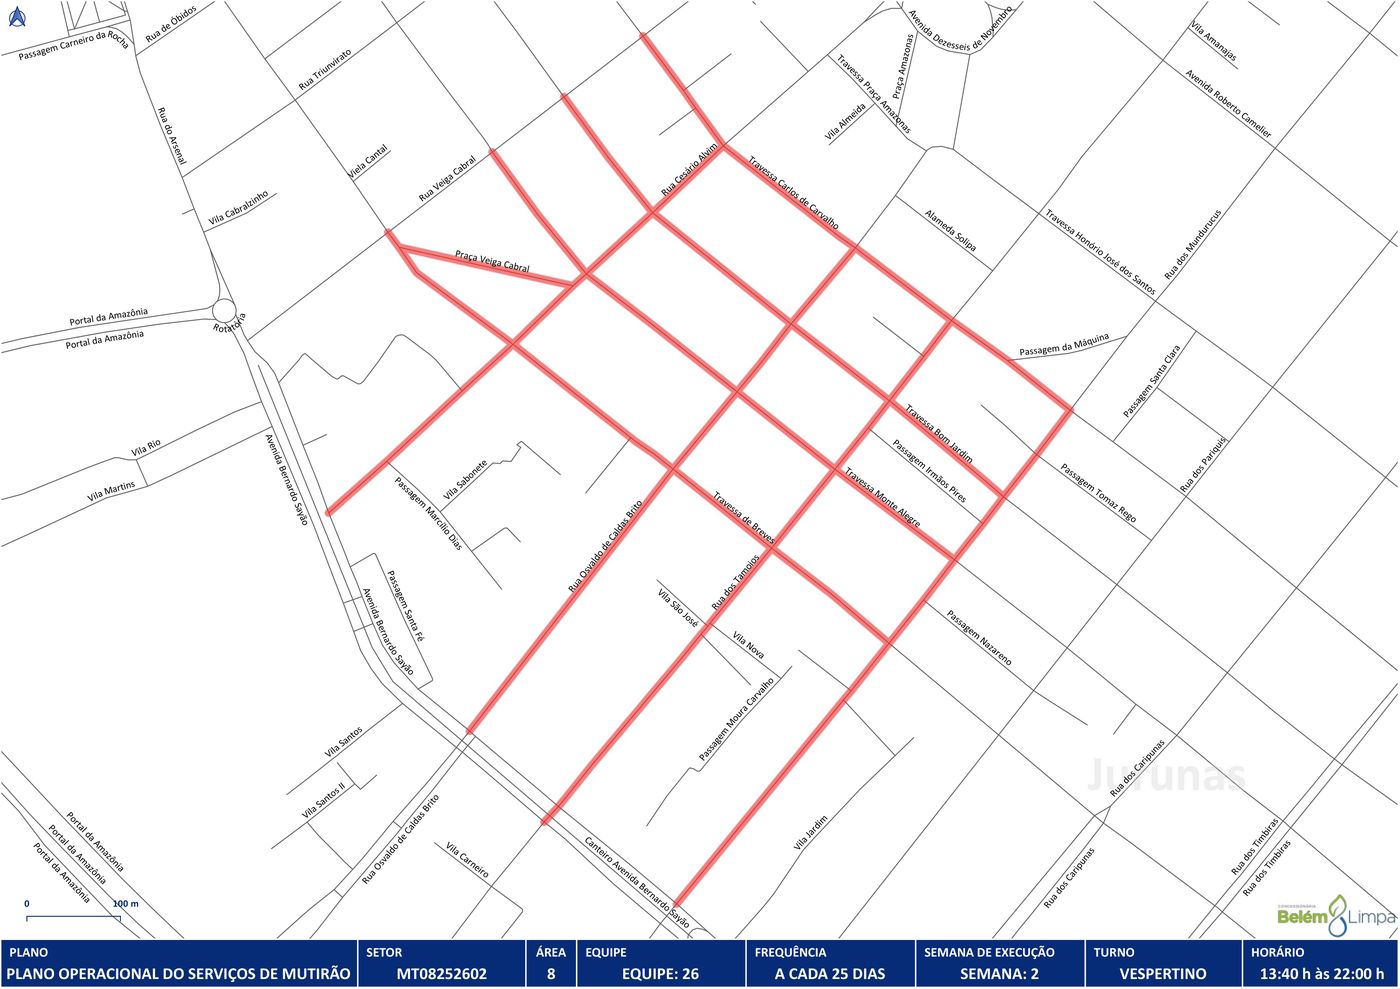 Passagem Carneiro da Rocha
Rua de Óbidos
Rua Triunvirato
Rua do Arsenal
Viela Cantal
Rua Veiga Cabral
Vila Cabralzinho
Praça Veiga Cabral
Rua Cesário Alvim
Travessa Carlos de Carvalho
Travessa Praça Amazonas
Praça Amazonas
Vila Almeida
Avenida Dezesseis de Novembro
Vila Amanajas
Avenida Roberto Camelier
Alameda Solipa
Travessa Honório José dos Santos
Rua dos Mundurucus
Portal da Amazônia
Portal da Amazônia
Rotatória
Passagem da Máquina
Passagem Santa Clara
Rua dos Pariquis
Vila Rio
Vila Martins
Avenida Bernardo Sayão
Vila Sabonete
Passagem Marcílio Dias
Travessa Bom Jardim
Passagem Irmãos Pires
Travessa Monte Alegre
Passagem Tomaz Rego
Travessa de Breves
Rua Osvaldo de Caldas Brito
Rua dos Tamoios
Passagem Santa Fé
Avenida Bernardo Sayão
Vila São José
Vila Nova
Passagem Nazareno
Passagem Moura Carvalho
Vila Santos
Vila Santos II
Rua Osvaldo de Caldas Brito
Vila Carneiro
Canteiro Avenida Bernardo Sayão
Vila Jardim
Jurunas
Rua dos Caripunas
Rua dos Caripunas
Rua dos Timbiras
Rua dos Timbiras
Portal da Amazônia
Portal da Amazônia
Portal da Amazônia
0 100 m
CONCESSIONÁRIA
Belém Limpa
PLANO
PLANO OPERACIONAL DO SERVIÇOS DE MUTIRÃO
SETOR
MT08252602
ÁREA
8
EQUIPE
EQUIPE: 26
FREQUÊNCIA
A CADA 25 DIAS
SEMANA DE EXECUÇÃO
SEMANA: 2
TURNO
VESPERTINO
HORÁRIO
13:40 h às 22:00 h